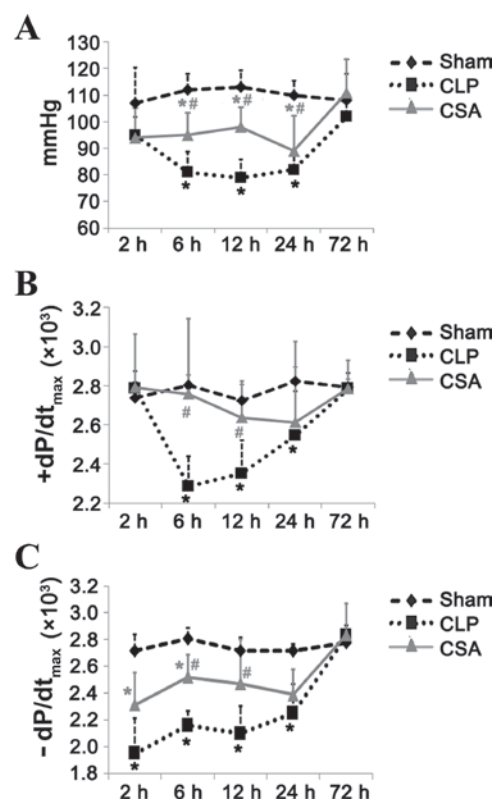 A
130
120
110
100
90
80
70
60
mmHg
*# *# *#
* * *
2 h 6 h 12 h 24 h 72 h
Sham
CLP
CSA
B
3.2
3.0
2.8
2.6
2.4
2.2
+dP/dtmax (×10³)
# #
* * *
2 h 6 h 12 h 24 h 72 h
Sham
CLP
CSA
C
3.2
3.0
2.8
2.6
2.4
2.2
2.0
1.8
−dP/dtmax (×10³)
* *# #
* * * *
2 h 6 h 12 h 24 h 72 h
Sham
CLP
CSA